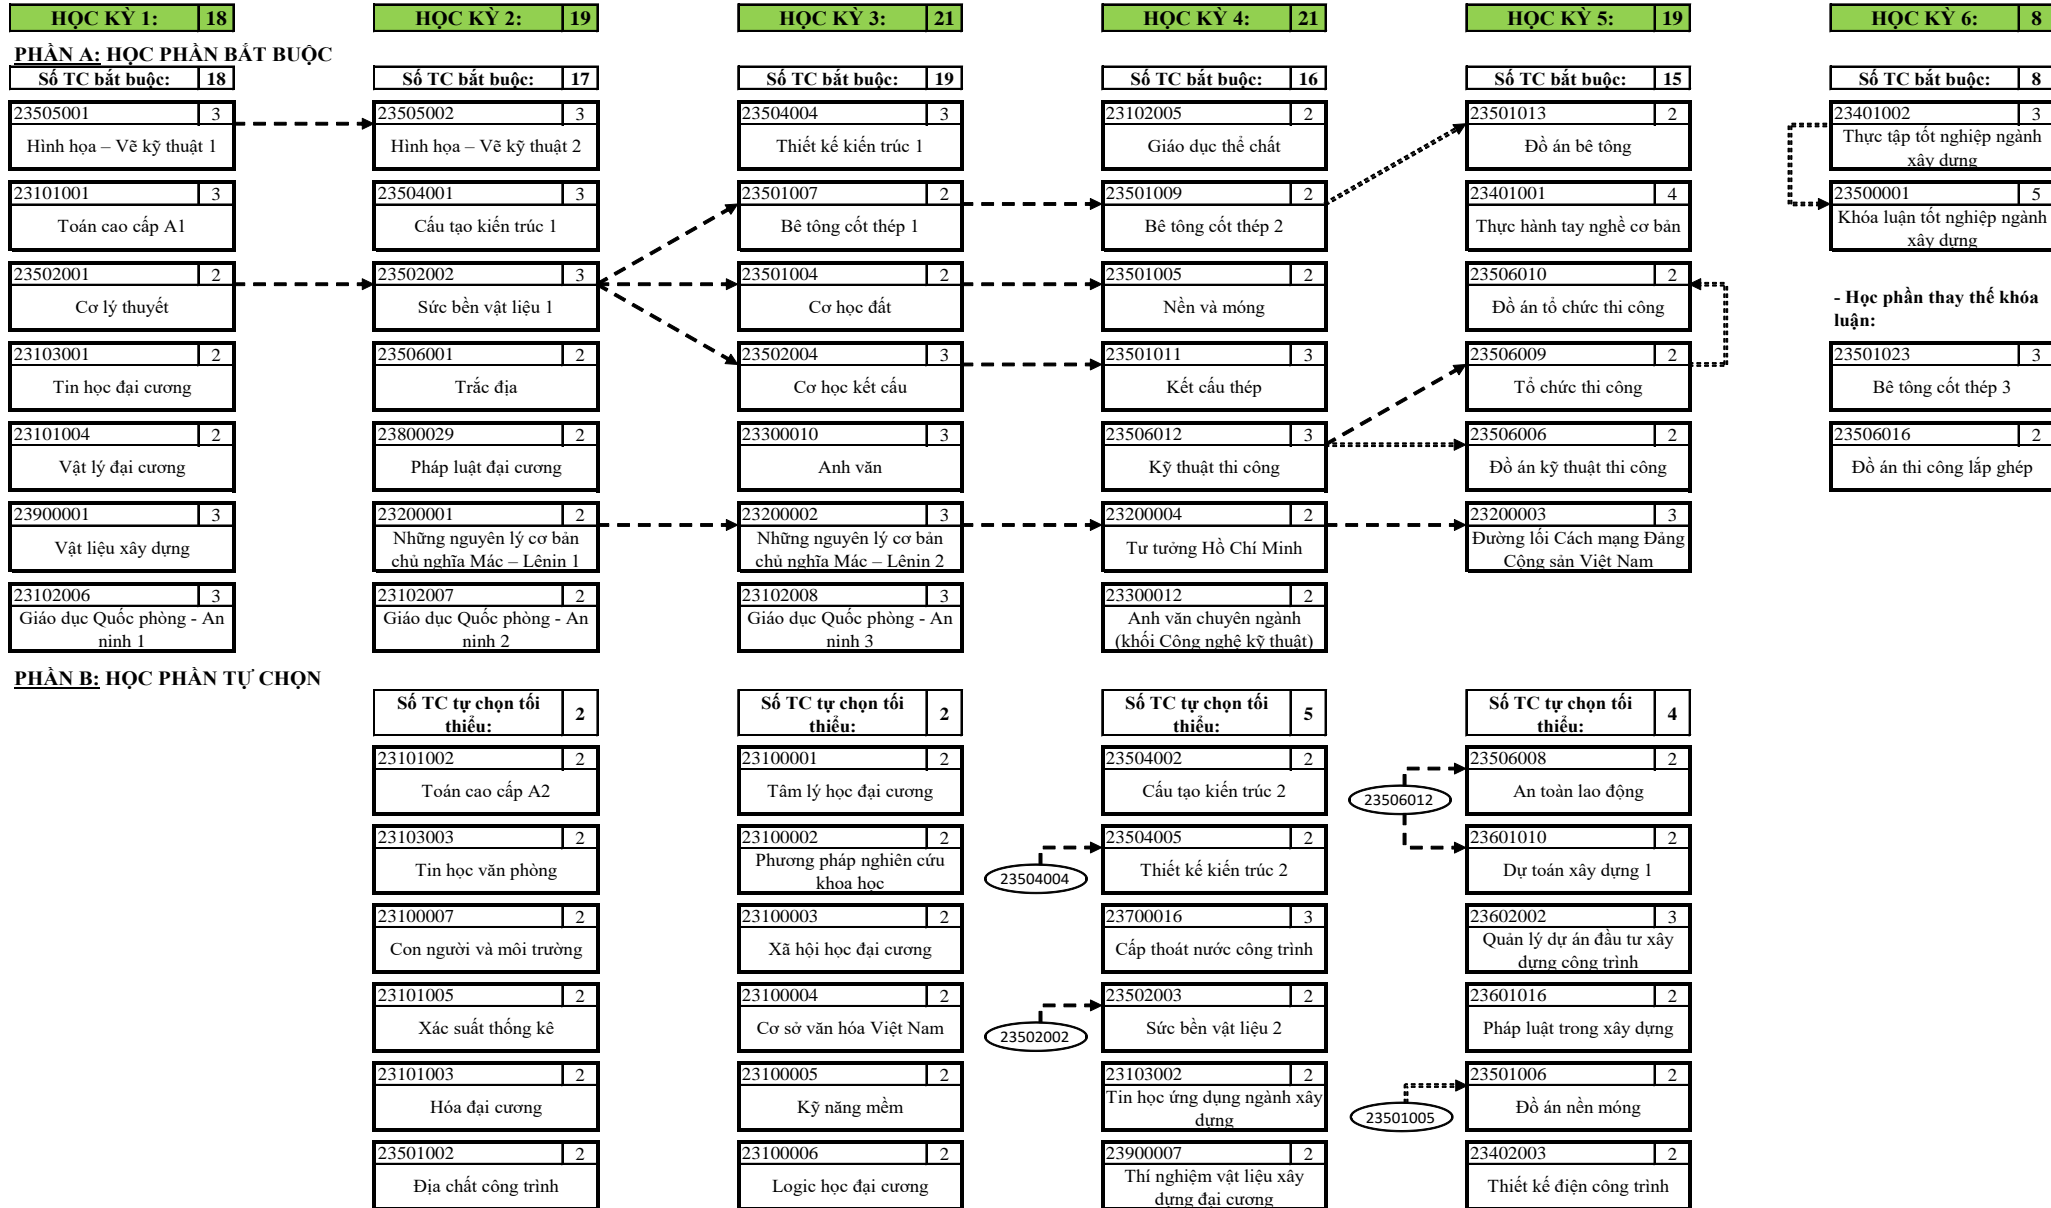 HỌC KỲ 1: 18
HỌC KỲ 2: 19
HỌC KỲ 3: 21
HỌC KỲ 4: 21
HỌC KỲ 5: 19
HỌC KỲ 6: 8
PHẦN A: HỌC PHẦN BẮT BUỘC
Số TC bắt buộc: 18
23505001 3
Hình họa – Vẽ kỹ thuật 1
23101001 3
Toán cao cấp A1
23502001 2
Cơ lý thuyết
23103001 2
Tin học đại cương
23101004 2
Vật lý đại cương
23900001 3
Vật liệu xây dựng
23102006 3
Giáo dục Quốc phòng - An
ninh 1
Số TC bắt buộc: 17
23505002 3
Hình họa – Vẽ kỹ thuật 2
23504001 3
Cấu tạo kiến trúc 1
23502002 3
Sức bền vật liệu 1
23506001 2
Trắc địa
23800029 2
Pháp luật đại cương
23200001 2
Những nguyên lý cơ bản
chủ nghĩa Mác – Lênin 1
23102007 2
Giáo dục Quốc phòng - An
ninh 2
Số TC bắt buộc: 19
23504004 3
Thiết kế kiến trúc 1
23501007 2
Bê tông cốt thép 1
23501004 2
Cơ học đất
23502004 3
Cơ học kết cấu
23300010 3
Anh văn
23200002 3
Những nguyên lý cơ bản
chủ nghĩa Mác – Lênin 2
23102008 3
Giáo dục Quốc phòng - An
ninh 3
Số TC bắt buộc: 16
23102005 2
Giáo dục thể chất
23501009 2
Bê tông cốt thép 2
23501005 2
Nền và móng
23501011 3
Kết cấu thép
23506012 3
Kỹ thuật thi công
23200004 2
Tư tưởng Hồ Chí Minh
23300012 2
Anh văn chuyên ngành
(khối Công nghệ kỹ thuật)
Số TC bắt buộc: 15
23501013 2
Đồ án bê tông
23401001 4
Thực hành tay nghề cơ bản
23506010 2
Đồ án tổ chức thi công
23506009 2
Tổ chức thi công
23506006 2
Đồ án kỹ thuật thi công
23200003 3
Đường lối Cách mạng Đảng
Cộng sản Việt Nam
Số TC bắt buộc: 8
23401002 3
Thực tập tốt nghiệp ngành
xây dựng
23500001 5
Khóa luận tốt nghiệp ngành
xây dựng
- Học phần thay thế khóa
luận:
23501023 3
Bê tông cốt thép 3
23506016 2
Đồ án thi công lắp ghép
PHẦN B: HỌC PHẦN TỰ CHỌN
Số TC tự chọn tối
thiểu: 2
23101002 2
Toán cao cấp A2
23103003 2
Tin học văn phòng
23100007 2
Con người và môi trường
23101005 2
Xác suất thống kê
23101003 2
Hóa đại cương
23501002 2
Địa chất công trình
Số TC tự chọn tối
thiểu: 2
23100001 2
Tâm lý học đại cương
23100002 2
Phương pháp nghiên cứu
khoa học
23100003 2
Xã hội học đại cương
23100004 2
Cơ sở văn hóa Việt Nam
23100005 2
Kỹ năng mềm
23100006 2
Logic học đại cương
23504004
23502002
Số TC tự chọn tối
thiểu: 5
23504002 2
Cấu tạo kiến trúc 2
23504005 2
Thiết kế kiến trúc 2
23700016 3
Cấp thoát nước công trình
23502003 2
Sức bền vật liệu 2
23103002 2
Tin học ứng dụng ngành xây
dựng
23900007 2
Thí nghiệm vật liệu xây
dựng đại cương
23506012
23501005
Số TC tự chọn tối
thiểu: 4
23506008 2
An toàn lao động
23601010 2
Dự toán xây dựng 1
23602002 3
Quản lý dự án đầu tư xây
dựng công trình
23601016 2
Pháp luật trong xây dựng
23501006 2
Đồ án nền móng
23402003 2
Thiết kế điện công trình